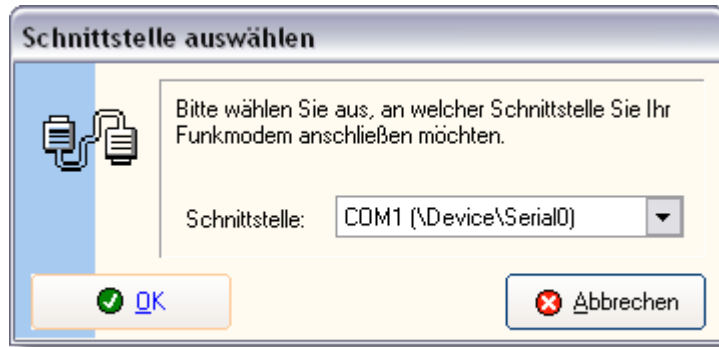 Schnittstelle auswählen
Bitte wählen Sie aus, an welcher Schnittstelle Sie Ihr
Funkmodem anschließen möchten.
Schnittstelle: COM1 (\Device\Serial0)
OK Abbrechen